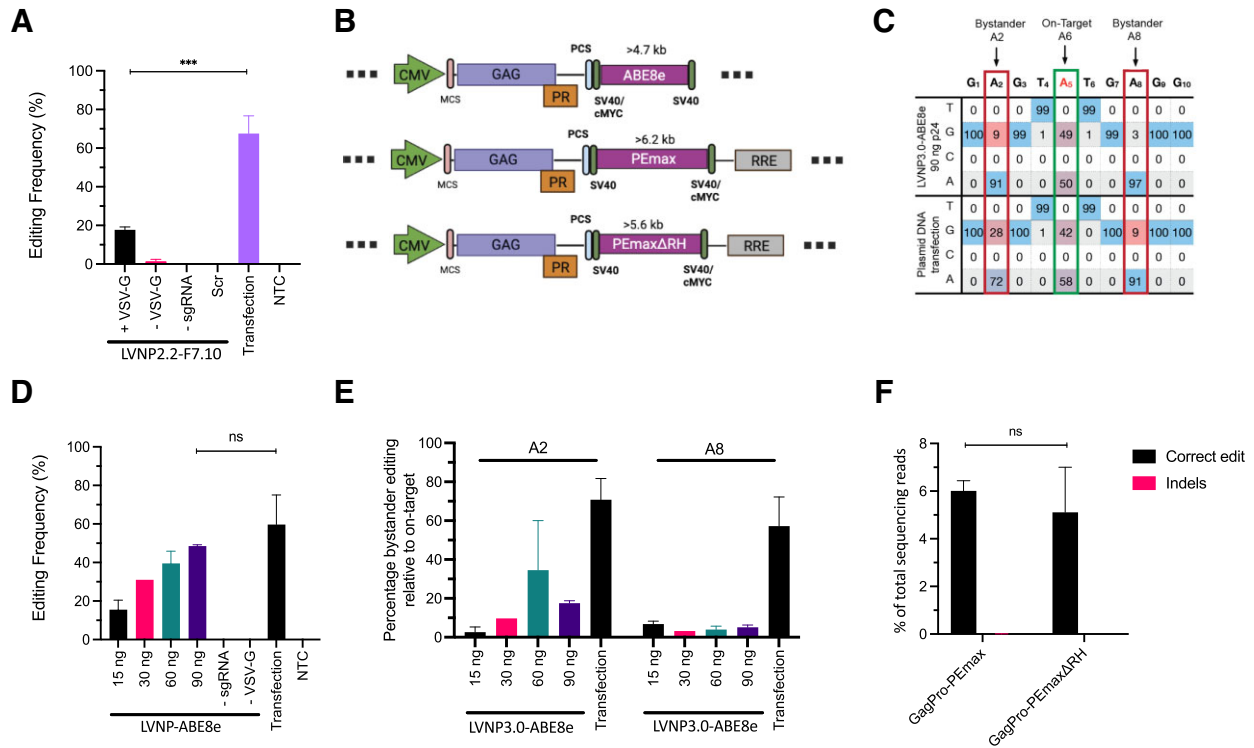 A
Editing Frequency (%)
100
80
60
40
20
0
***
+ VSV-G
- VSV-G
- sgRNA
Scr
Transfection
NTC
LVNP2.2-F7.10
B
CMV
MCS
GAG
PR
PCS
>4.7 kb
ABE8e
SV40/
cMYC
SV40
CMV
MCS
GAG
PR
PCS
>6.2 kb
PEmax
SV40
SV40/
cMYC
RRE
CMV
MCS
GAG
PR
PCS
>5.6 kb
PEmaxΔRH
SV40
SV40/
cMYC
RRE
C
Bystander
A2
On-Target
A6
Bystander
A8
G1 A2 G3 T4 A5 T6 G7 A8 G9 G10
LVNP3.0-ABE8e
90 ng p24
T 0 0 0 99 0 99 0 0 0 0
G 100 9 99 1 49 1 99 3 100 100
C 0 0 0 0 0 0 0 0 0 0
A 0 91 0 0 50 0 0 97 0 0
Plasmid DNA
transfection
T 0 0 0 99 0 99 0 0 0 0
G 100 28 100 1 42 0 100 9 100 100
C 0 0 0 0 0 0 0 0 0 0
A 0 72 0 0 58 0 0 91 0 0
D
Editing Frequency (%)
100
80
60
40
20
0
ns
15 ng
30 ng
60 ng
90 ng
- sgRNA
- VSV-G
Transfection
NTC
LVNP-ABE8e
E
Percentage bystander editing
relative to on-target
100
80
60
40
20
0
A2
A8
15 ng
30 ng
60 ng
90 ng
Transfection
15 ng
30 ng
60 ng
90 ng
Transfection
LVNP3.0-ABE8e
LVNP3.0-ABE8e
F
% of total sequencing reads
8
6
4
2
0
ns
GagPro-PEmax
GagPro-PEmaxΔRH
Correct edit
Indels